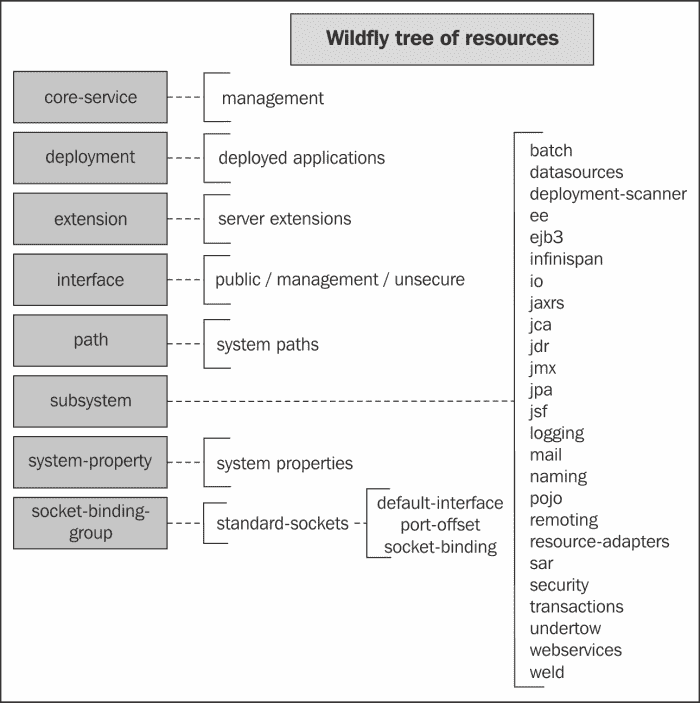 Wildfly tree of resources
core-service
management
deployment
deployed applications
extension
server extensions
interface
public / management / unsecure
path
system paths
subsystem
batch
datasources
deployment-scanner
ee
ejb3
infinispan
io
jaxrs
jca
jdr
jmx
jpa
jsf
logging
mail
naming
pojo
remoting
resource-adapters
sar
security
transactions
undertow
webservices
weld
system-property
system properties
socket-binding-
group
standard-sockets
default-interface
port-offset
socket-binding